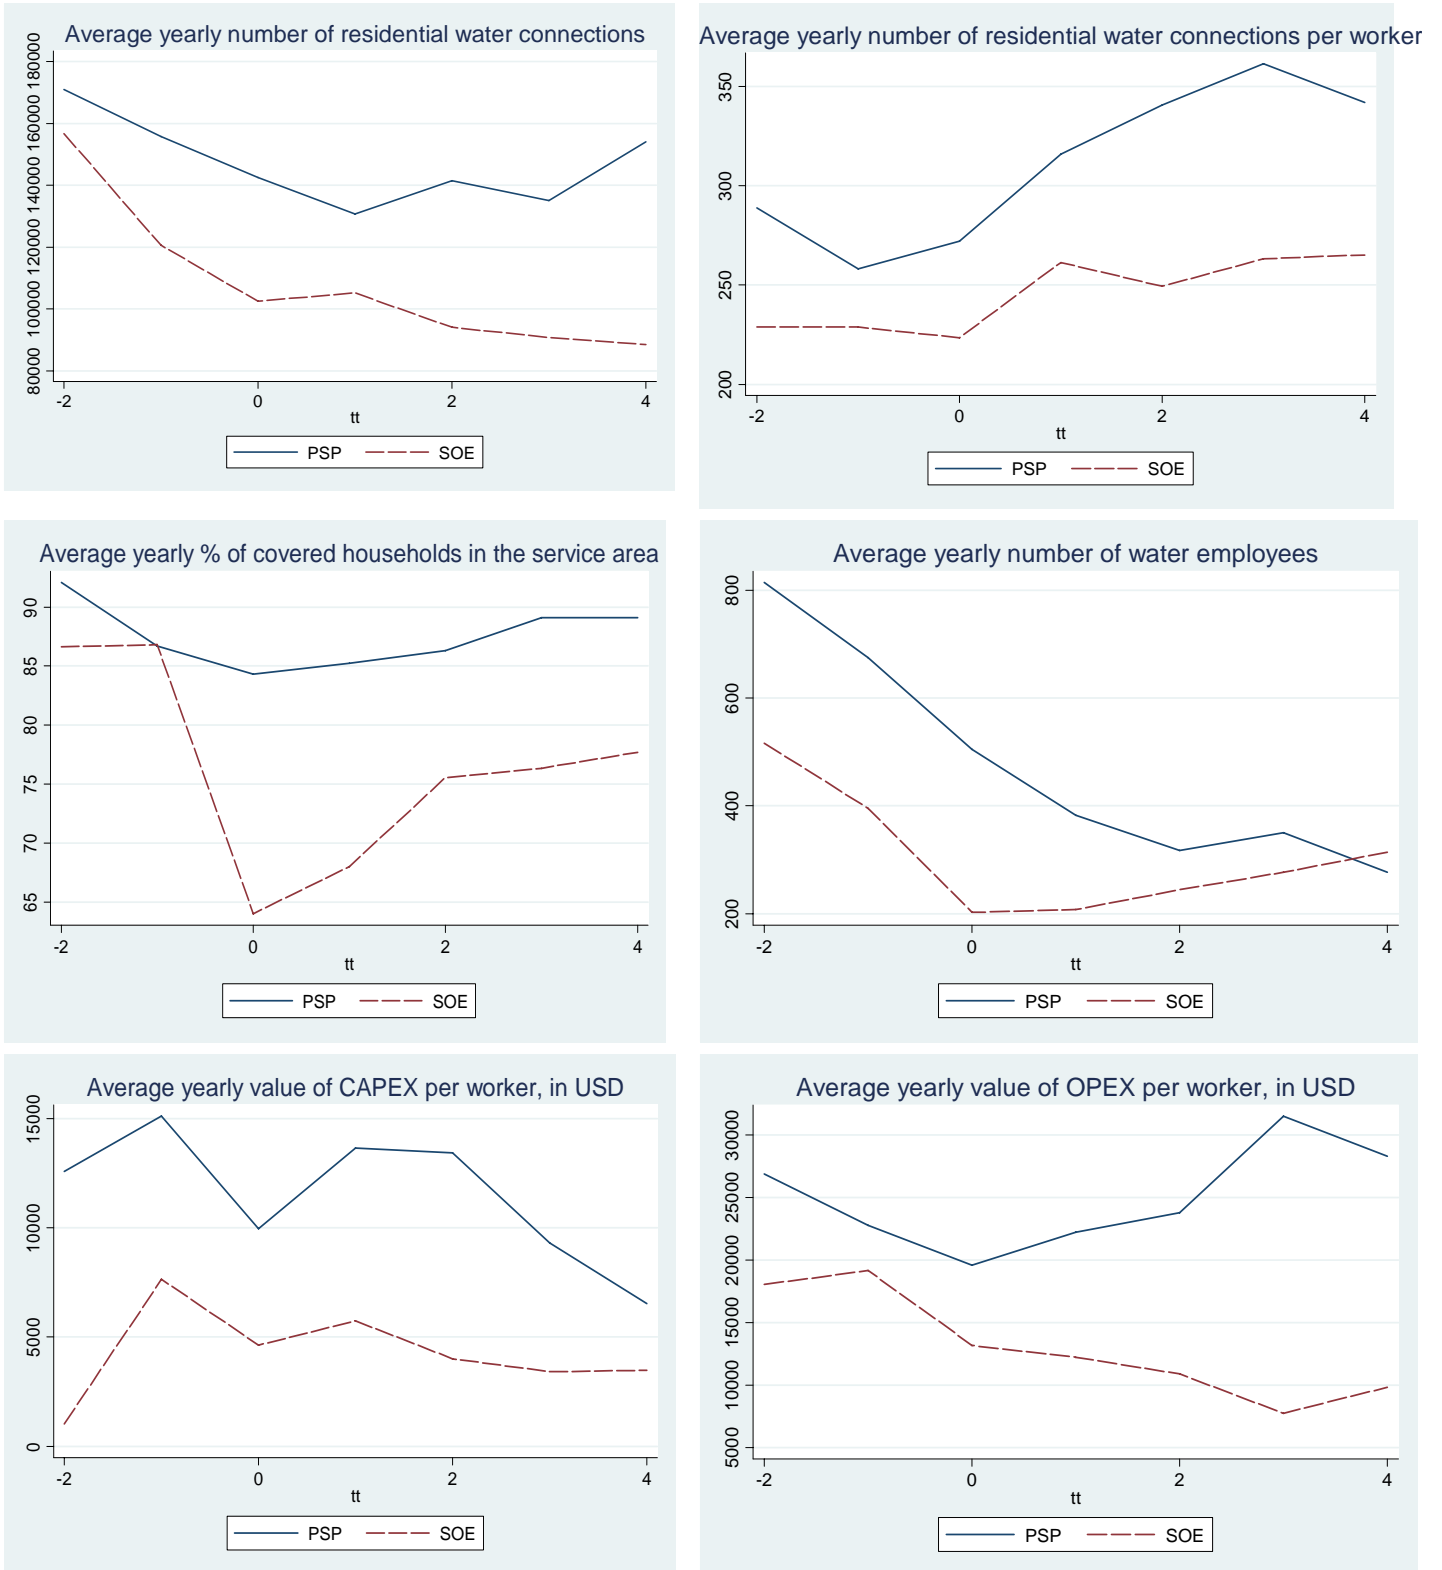 Average yearly number of residential water connections
180000
160000
140000
120000
100000
80000
-2 0 2 4
tt
PSP SOE
Average yearly number of residential water connections per worker
350
300
250
200
-2 0 2 4
tt
PSP SOE
Average yearly % of covered households in the service area
90
85
80
75
70
65
-2 0 2 4
tt
PSP SOE
Average yearly number of water employees
800
600
400
200
-2 0 2 4
tt
PSP SOE
Average yearly value of CAPEX per worker, in USD
15000
10000
5000
0
-2 0 2 4
tt
PSP SOE
Average yearly value of OPEX per worker, in USD
30000
25000
20000
15000
10000
5000
-2 0 2 4
tt
PSP SOE